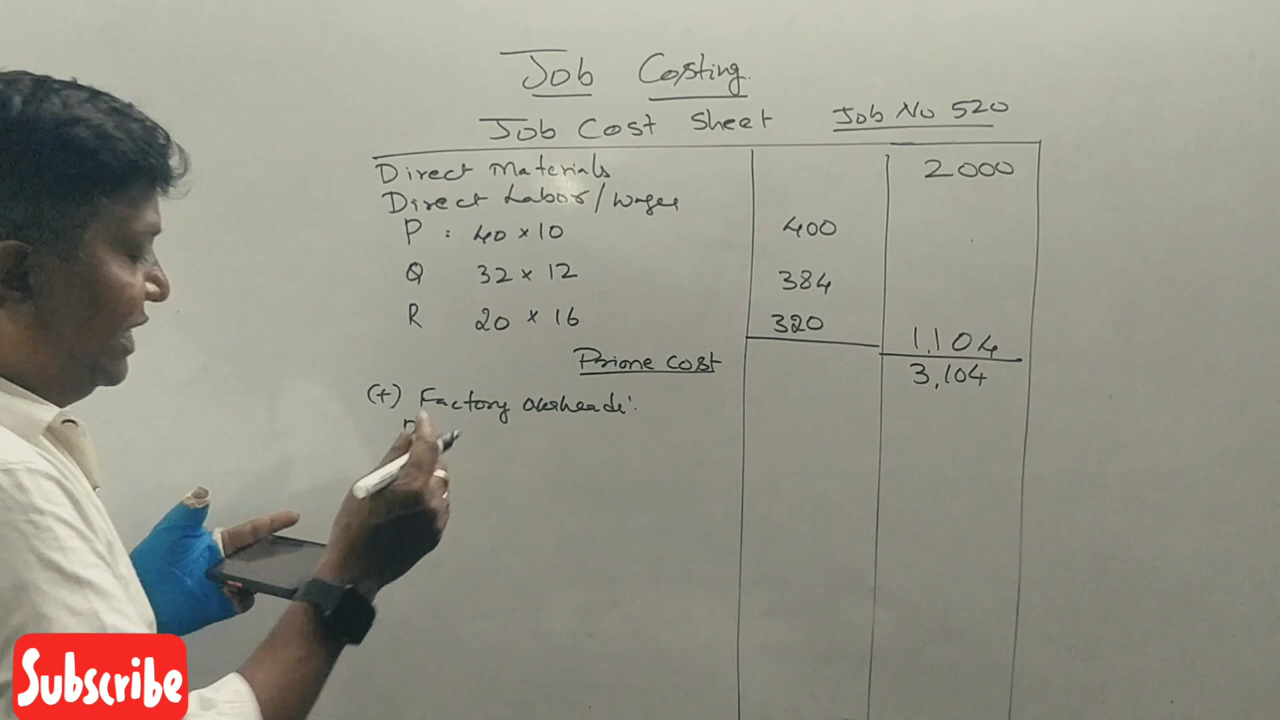 Job Costing.
Job Cost Sheet Job No 520
Direct Materials 2000
Direct Labor/Wages
P : 40 × 10 400
Q 32 × 12 384
R 20 × 16 320 1,104
Prime Cost 3,104
(+) Factory Overheads:
Subscribe